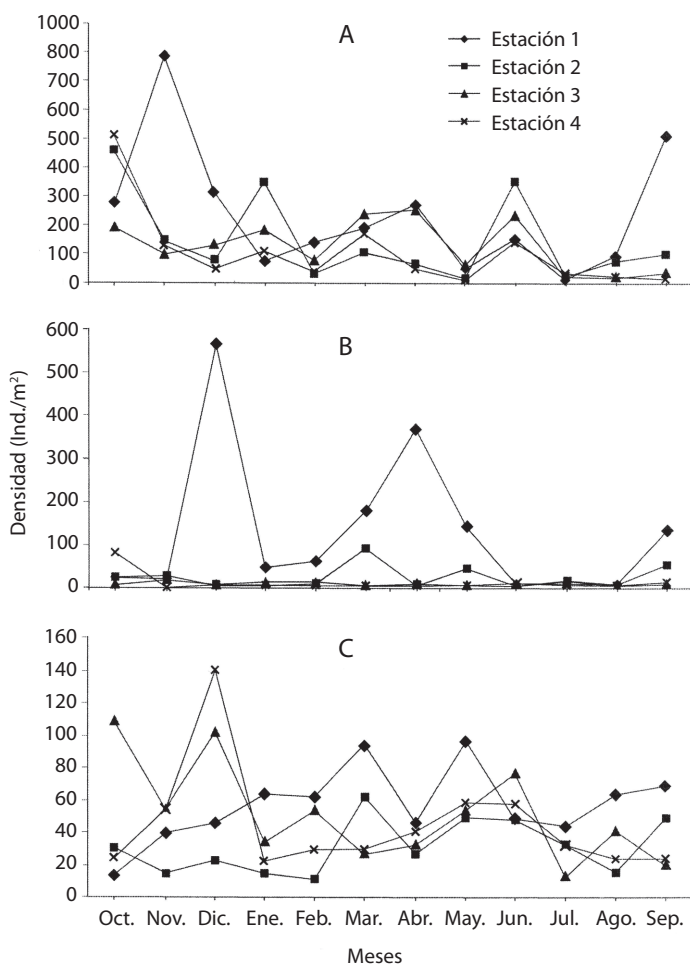 A
Estación 1
Estación 2
Estación 3
Estación 4
1000
900
800
700
600
500
400
300
200
100
0
B
600
500
400
300
200
100
0
Densidad (Ind./m²)
C
160
140
120
100
80
60
40
20
0
Oct. Nov. Dic. Ene. Feb. Mar. Abr. May. Jun. Jul. Ago. Sep.
Meses